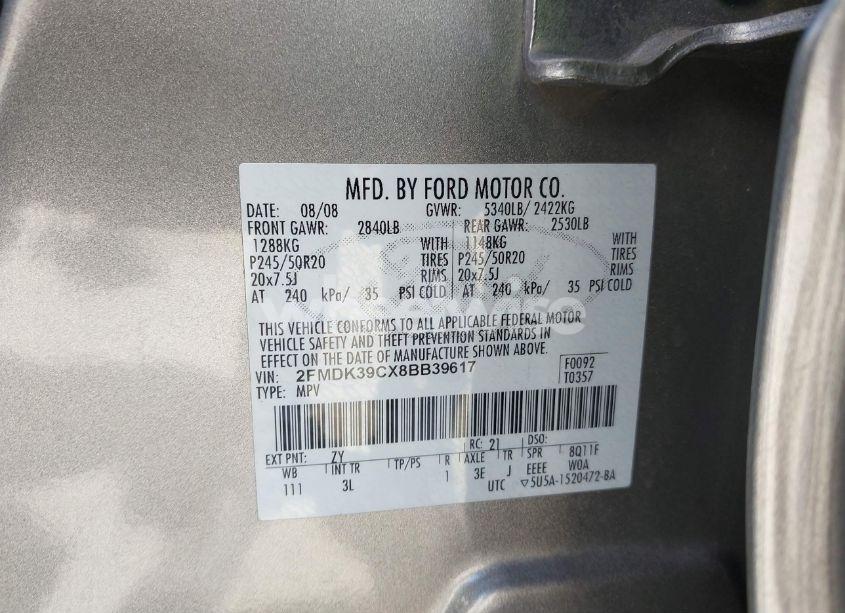 MFD. BY FORD MOTOR CO.
DATE: 08/08 GVWR: 5340LB/ 2422KG
FRONT GAWR: 2840LB REAR GAWR: 2530LB
1288KG WITH 1148KG WITH
P245/50R20 TIRES P245/50R20 TIRES
20x7.5J RIMS 20x7.5J RIMS
AT 240 kPa/ 35 PSI COLD AT 240 kPa/ 35 PSI COLD
THIS VEHICLE CONFORMS TO ALL APPLICABLE FEDERAL MOTOR
VEHICLE SAFETY AND THEFT PREVENTION STANDARDS IN
EFFECT ON THE DATE OF MANUFACTURE SHOWN ABOVE.
VIN: 2FMDK39CX8BB39617 F0092
TYPE: MPV T0357
EXT PNT: ZY RC: 21 DSO:
WB INT TR TP/PS R AXLE TR SPR 8Q11F
111 3L 1 3E J EEEE W0A
UTC ▽5U5A-1520472-BA